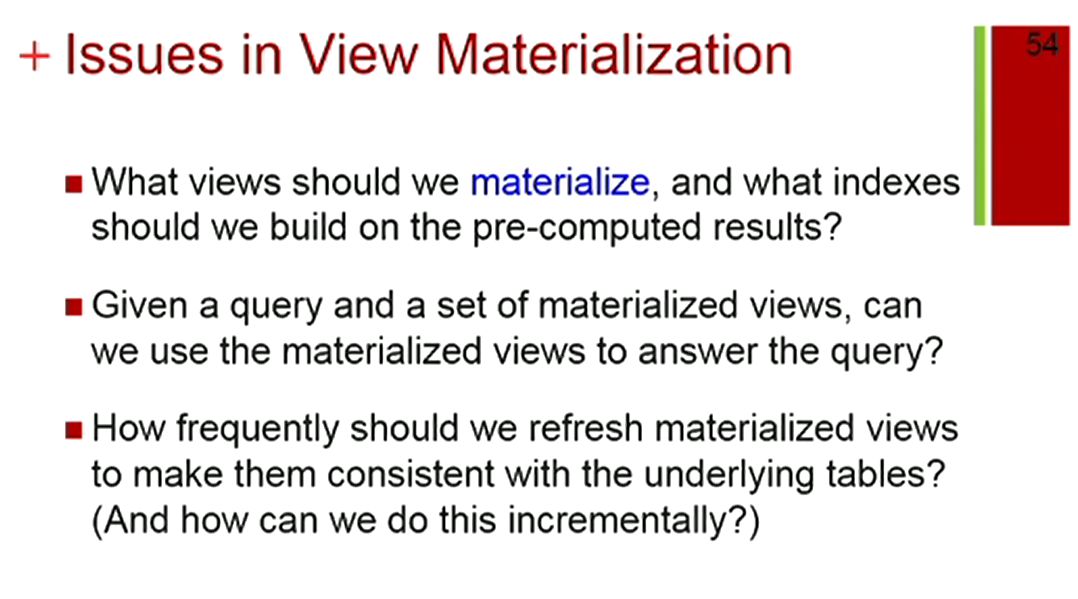 + Issues in View Materialization
54
■ What views should we materialize, and what indexes
should we build on the pre-computed results?
■ Given a query and a set of materialized views, can
we use the materialized views to answer the query?
■ How frequently should we refresh materialized views
to make them consistent with the underlying tables?
(And how can we do this incrementally?)